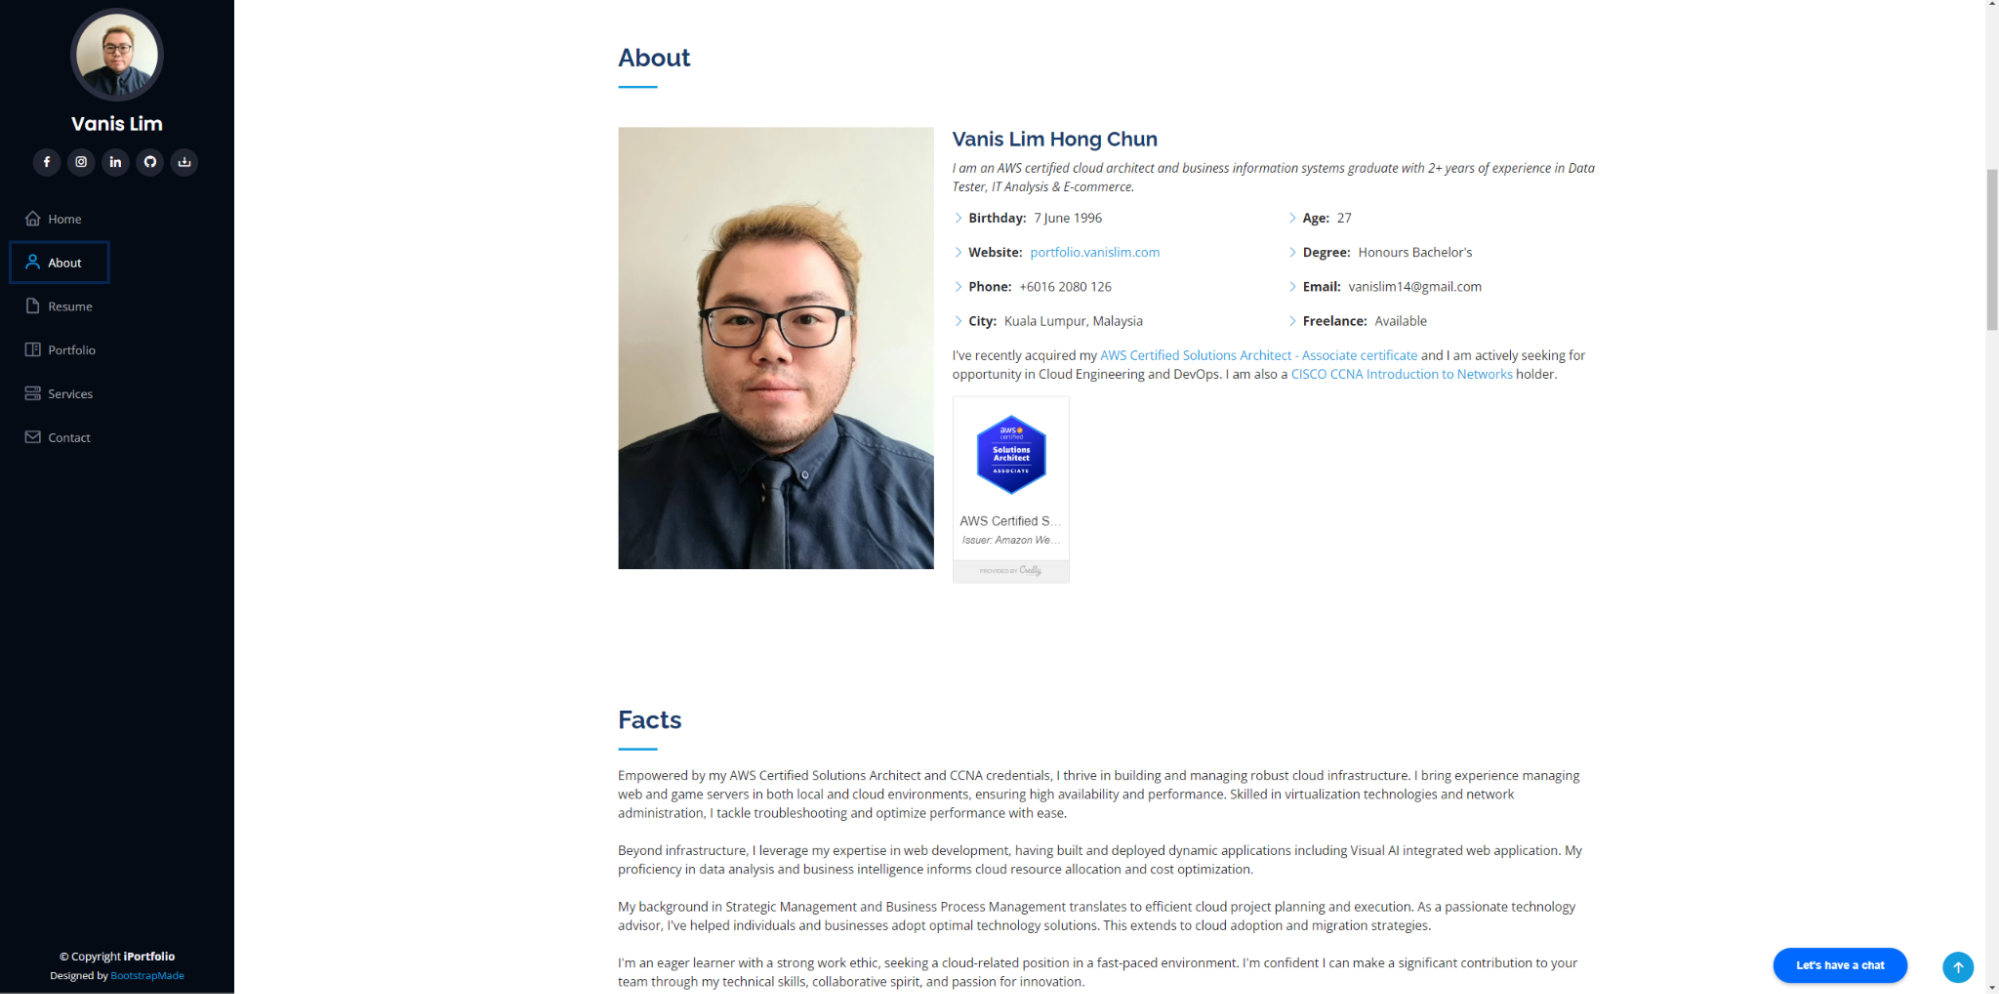 Vanis Lim
Home
About
Resume
Portfolio
Services
Contact
© Copyright iPortfolio
Designed by BootstrapMade
About
Vanis Lim Hong Chun
I am an AWS certified cloud architect and business information systems graduate with 2+ years of experience in Data
Tester, IT Analysis & E-commerce.
Birthday: 7 June 1996
Age: 27
Website: portfolio.vanislim.com
Degree: Honours Bachelor's
Phone: +6016 2080 126
Email: vanislim14@gmail.com
City: Kuala Lumpur, Malaysia
Freelance: Available
I've recently acquired my AWS Certified Solutions Architect - Associate certificate and I am actively seeking for
opportunity in Cloud Engineering and DevOps. I am also a CISCO CCNA Introduction to Networks holder.
aws
certified
Solutions
Architect
ASSOCIATE
AWS Certified S...
Issuer: Amazon We...
PROVIDED BY Credly
Facts
Empowered by my AWS Certified Solutions Architect and CCNA credentials, I thrive in building and managing robust cloud infrastructure. I bring experience managing
web and game servers in both local and cloud environments, ensuring high availability and performance. Skilled in virtualization technologies and network
administration, I tackle troubleshooting and optimize performance with ease.
Beyond infrastructure, I leverage my expertise in web development, having built and deployed dynamic applications including Visual AI integrated web application. My
proficiency in data analysis and business intelligence informs cloud resource allocation and cost optimization.
My background in Strategic Management and Business Process Management translates to efficient cloud project planning and execution. As a passionate technology
advisor, I've helped individuals and businesses adopt optimal technology solutions. This extends to cloud adoption and migration strategies.
I'm an eager learner with a strong work ethic, seeking a cloud-related position in a fast-paced environment. I'm confident I can make a significant contribution to your
team through my technical skills, collaborative spirit, and passion for innovation.
Let's have a chat